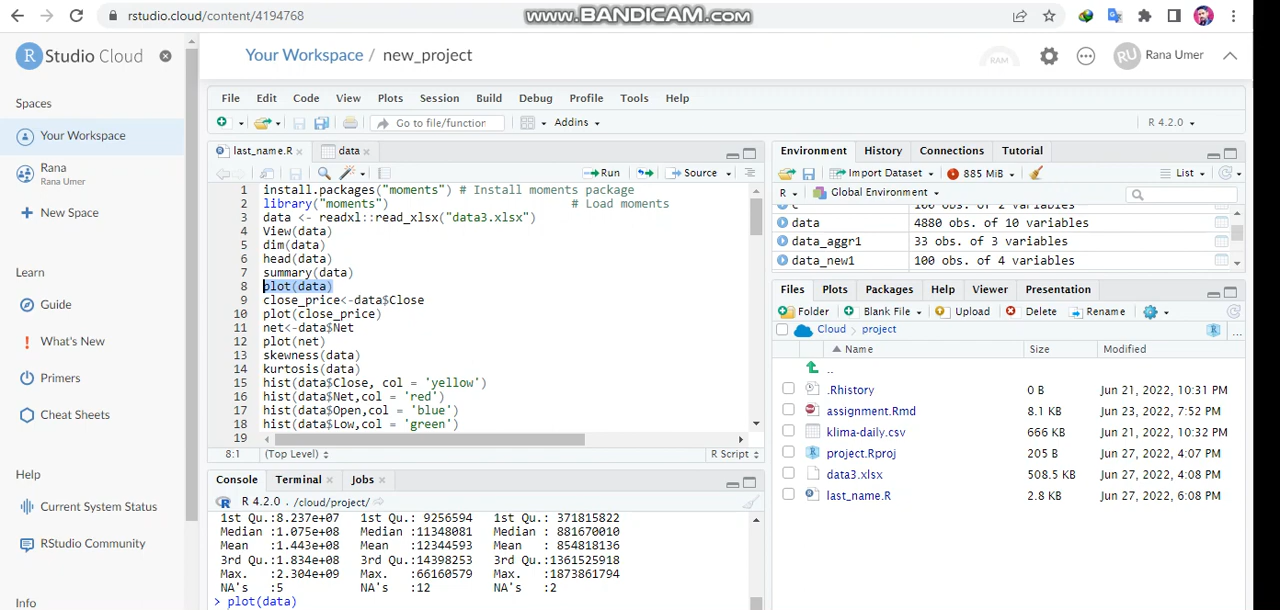 rstudio.cloud/content/4194768
www.BANDICAM.com
R Studio Cloud
Your Workspace / new_project
RAM
RU Rana Umer
Spaces
Your Workspace
Rana
Rana Umer
New Space
Learn
Guide
What's New
Primers
Cheat Sheets
Help
Current System Status
RStudio Community
Info
File Edit Code View Plots Session Build Debug Profile Tools Help
Go to file/function Addins
R 4.2.0
last_name.R data
Run Source
1 install.packages("moments") # Install moments package
2 library("moments") # Load moments
3 data <- readxl::read_xlsx("data3.xlsx")
4 View(data)
5 dim(data)
6 head(data)
7 summary(data)
8 plot(data)
9 close_price<-data$Close
10 plot(close_price)
11 net<-data$Net
12 plot(net)
13 skewness(data)
14 kurtosis(data)
15 hist(data$Close, col = 'yellow')
16 hist(data$Net,col = 'red')
17 hist(data$Open,col = 'blue')
18 hist(data$Low,col = 'green')
19
8:1 (Top Level) R Script
Console Terminal Jobs
R 4.2.0 . /cloud/project/
1st Qu.:8.237e+07 1st Qu.: 9256594 1st Qu.: 371815822
Median :1.075e+08 Median :11348081 Median : 881670010
Mean :1.443e+08 Mean :12344593 Mean : 854818136
3rd Qu.:1.834e+08 3rd Qu.:14398253 3rd Qu.:1361525918
Max. :2.304e+09 Max. :66160579 Max. :1873861794
NA's :5 NA's :12 NA's :2
> plot(data)
Environment History Connections Tutorial
Import Dataset 885 MiB List
R Global Environment
data 4880 obs. of 10 variables
data_aggr1 33 obs. of 3 variables
data_new1 100 obs. of 4 variables
Files Plots Packages Help Viewer Presentation
Folder Blank File Upload Delete Rename
Cloud project
Name Size Modified
..
.Rhistory 0 B Jun 21, 2022, 10:31 PM
assignment.Rmd 8.1 KB Jun 23, 2022, 7:52 PM
klima-daily.csv 666 KB Jun 21, 2022, 10:32 PM
project.Rproj 205 B Jun 27, 2022, 4:07 PM
data3.xlsx 508.5 KB Jun 27, 2022, 4:08 PM
last_name.R 2.8 KB Jun 27, 2022, 6:08 PM